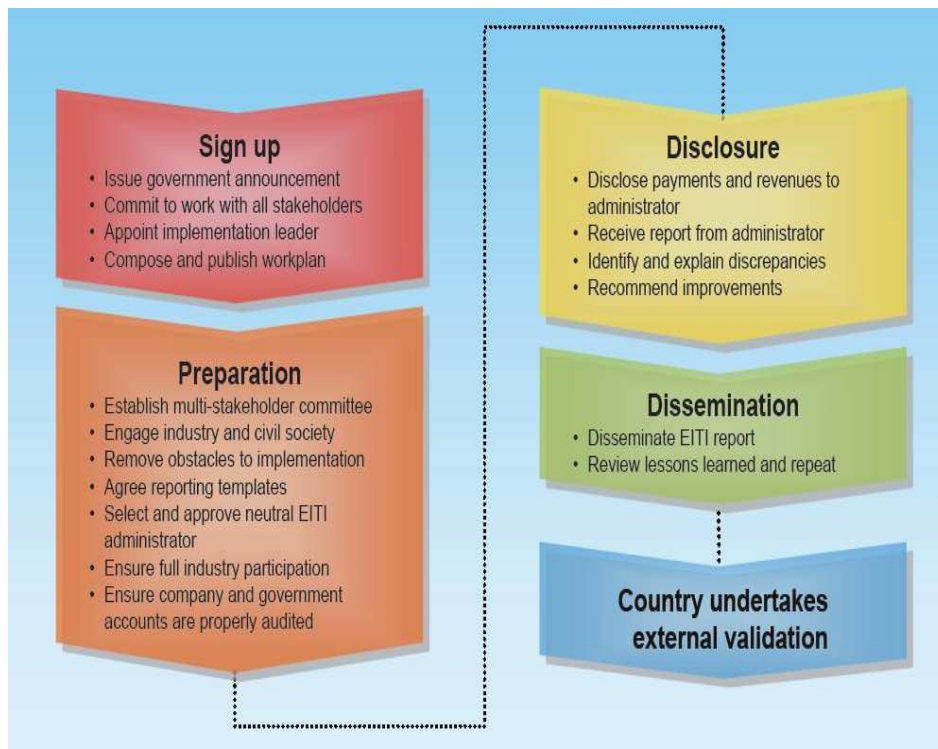 Sign up
• Issue government announcement
• Commit to work with all stakeholders
• Appoint implementation leader
• Compose and publish workplan
Preparation
• Establish multi-stakeholder committee
• Engage industry and civil society
• Remove obstacles to implementation
• Agree reporting templates
• Select and approve neutral EITI
administrator
• Ensure full industry participation
• Ensure company and government
accounts are properly audited
Disclosure
• Disclose payments and revenues to
administrator
• Receive report from administrator
• Identify and explain discrepancies
• Recommend improvements
Dissemination
• Disseminate EITI report
• Review lessons learned and repeat
Country undertakes
external validation